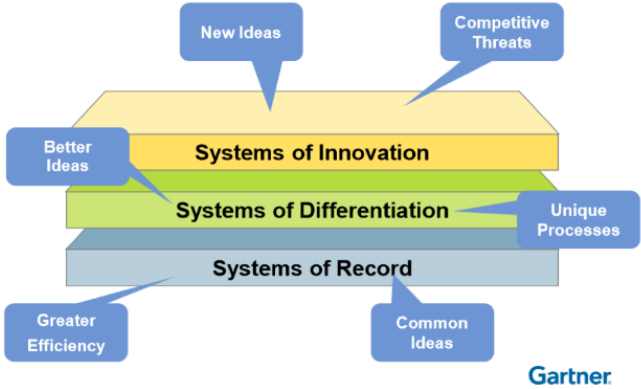 New Ideas
Competitive
Threats
Systems of Innovation
Better
Ideas
Systems of Differentiation
Unique
Processes
Systems of Record
Greater
Efficiency
Common
Ideas
Gartner